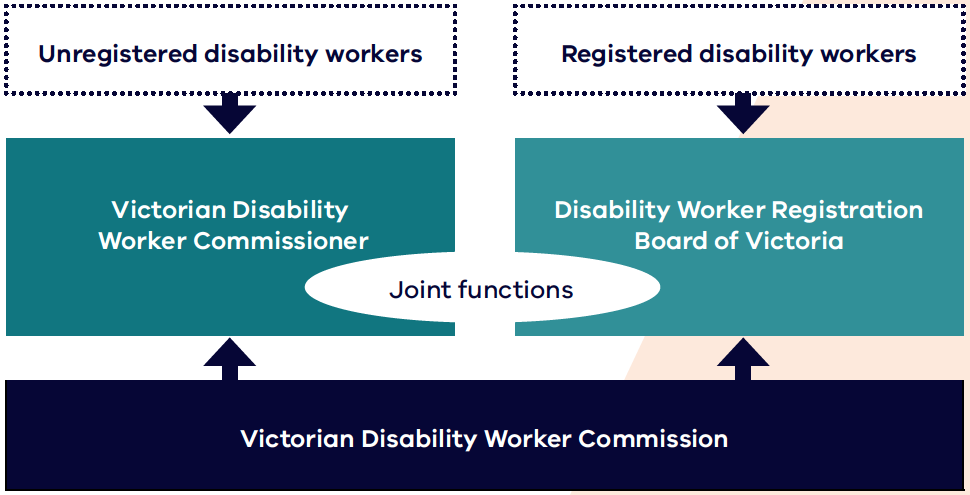 Unregistered disability workers
Registered disability workers
Victorian Disability
Worker Commissioner
Disability Worker Registration
Board of Victoria
Joint functions
Victorian Disability Worker Commission